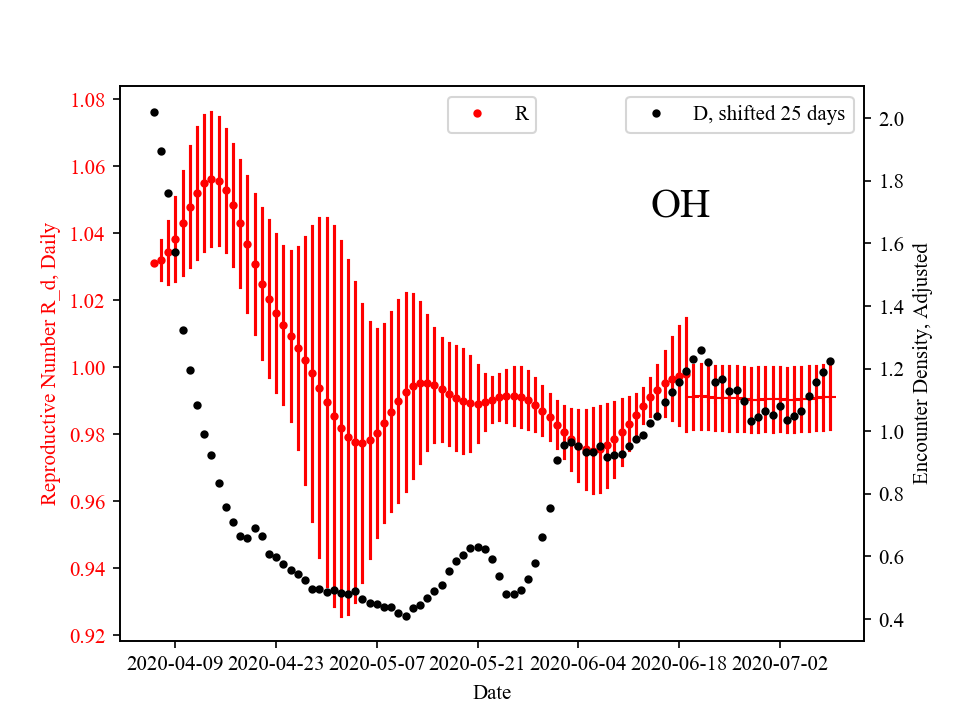 R
D, shifted 25 days
OH
Reproductive Number R_d, Daily
1.08
1.06
1.04
1.02
1.00
0.98
0.96
0.94
0.92
2.0
1.8
1.6
1.4
1.2
1.0
0.8
0.6
0.4
Encounter Density, Adjusted
2020-04-09 2020-04-23 2020-05-07 2020-05-21 2020-06-04 2020-06-18 2020-07-02
Date